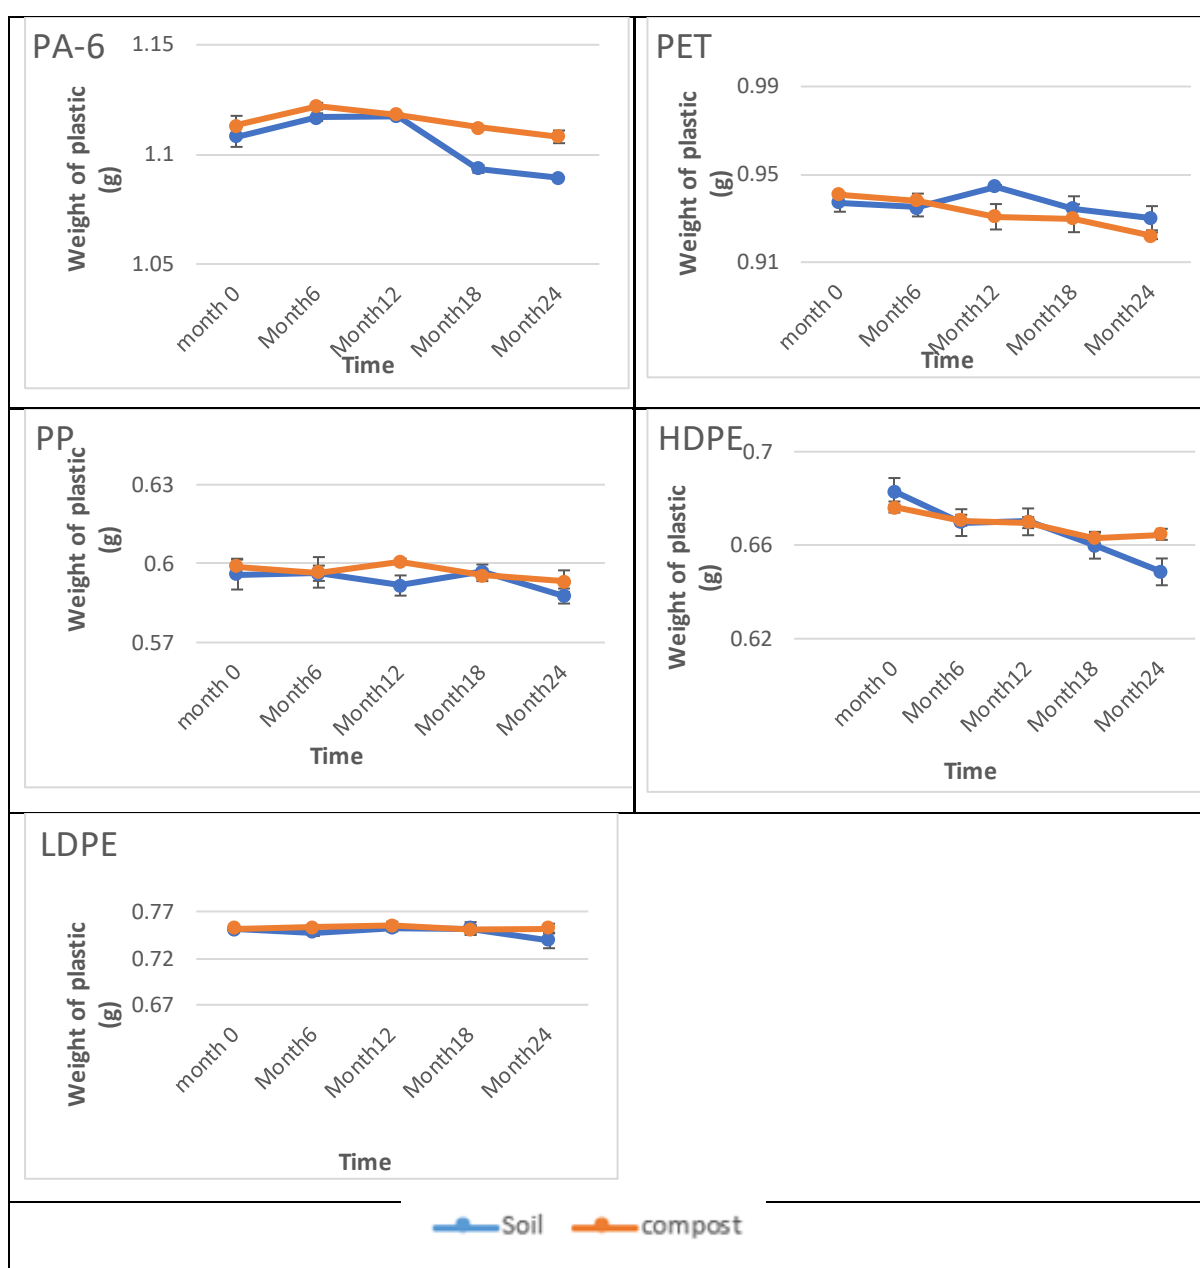 PA-6
1.15
1.1
1.05
Weight of plastic
(g)
month 0
Month6
Month12
Month18
Month24
Time
PET
0.99
0.95
0.91
Weight of plastic
(g)
month 0
Month6
Month12
Month18
Month24
Time
PP
0.63
0.6
0.57
Weight of plastic
(g)
month 0
Month6
Month12
Month18
Month24
Time
HDPE
0.7
0.66
0.62
Weight of plastic
(g)
month 0
Month6
Month12
Month18
Month24
Time
LDPE
0.77
0.72
0.67
Weight of plastic
(g)
month 0
Month6
Month12
Month18
Month24
Time
Soil compost